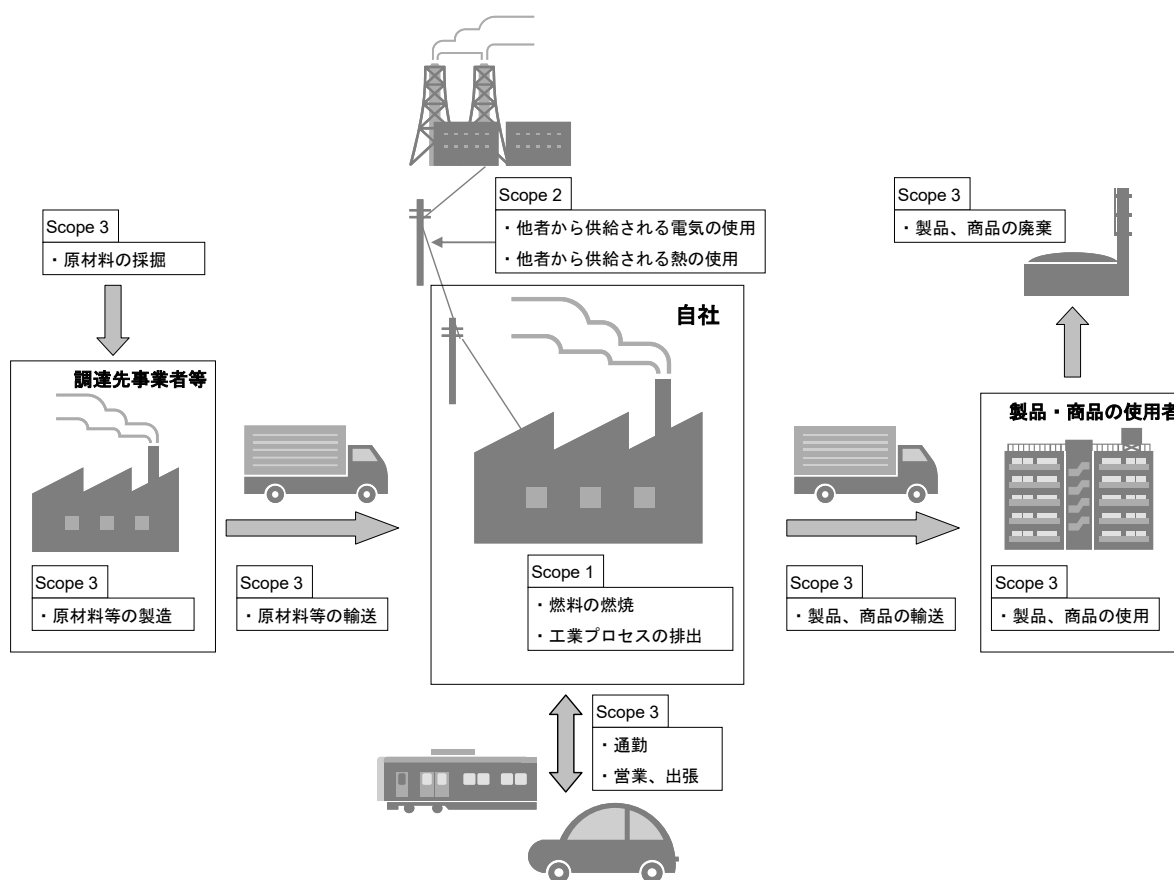 Scope 2
・他者から供給される電気の使用
・他者から供給される熱の使用
Scope 3
・製品、商品の廃棄
Scope 3
・原材料の採掘
自社
調達先事業者等
製品・商品の使用者
Scope 3
・原材料等の製造
Scope 3
・原材料等の輸送
Scope 1
・燃料の燃焼
・工業プロセスの排出
Scope 3
・製品、商品の輸送
Scope 3
・製品、商品の使用
Scope 3
・通勤
・営業、出張